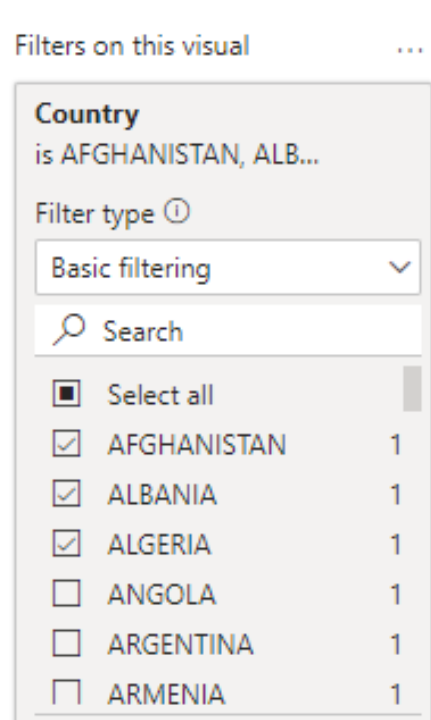 Filters on this visual ...
Country
is AFGHANISTAN, ALB...
Filter type
Basic filtering
Search
Select all
AFGHANISTAN 1
ALBANIA 1
ALGERIA 1
ANGOLA 1
ARGENTINA 1
ARMENIA 1